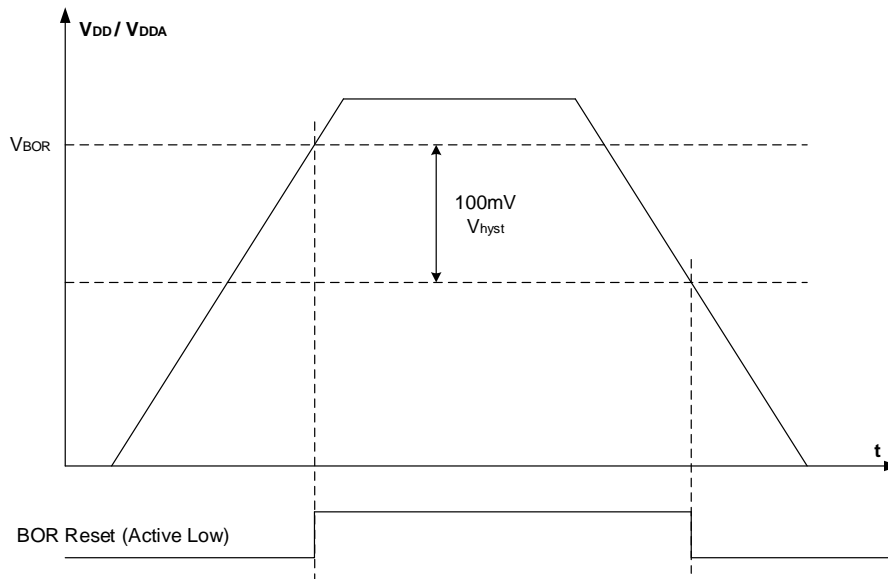 VDD / VDDA
VBOR
100mV
Vhyst
t
BOR Reset (Active Low)